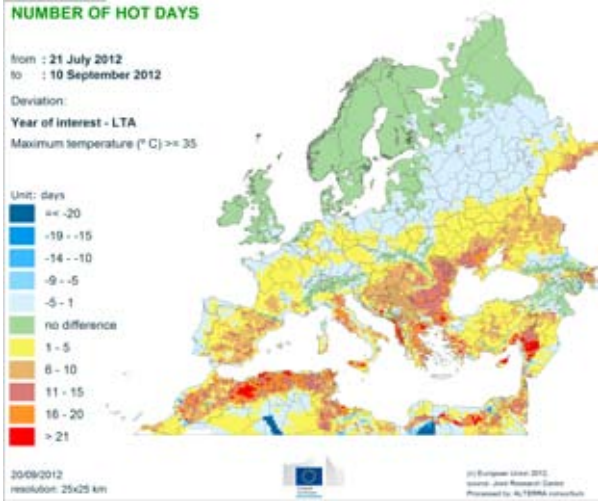 NUMBER OF HOT DAYS
from : 21 July 2012
to : 10 September 2012
Deviation:
Year of interest - LTA
Maximum temperature (° C) >= 35
Unit: days
=< -20
-19 - -15
-14 - -10
-9 - -5
-5 - 1
no difference
1 - 5
6 - 10
11 - 15
16 - 20
> 21
20/09/2012
resolution: 25x25 km
(c) European Union 2012,
source: Joint Research Centre
Processed by ALTERRA consortium